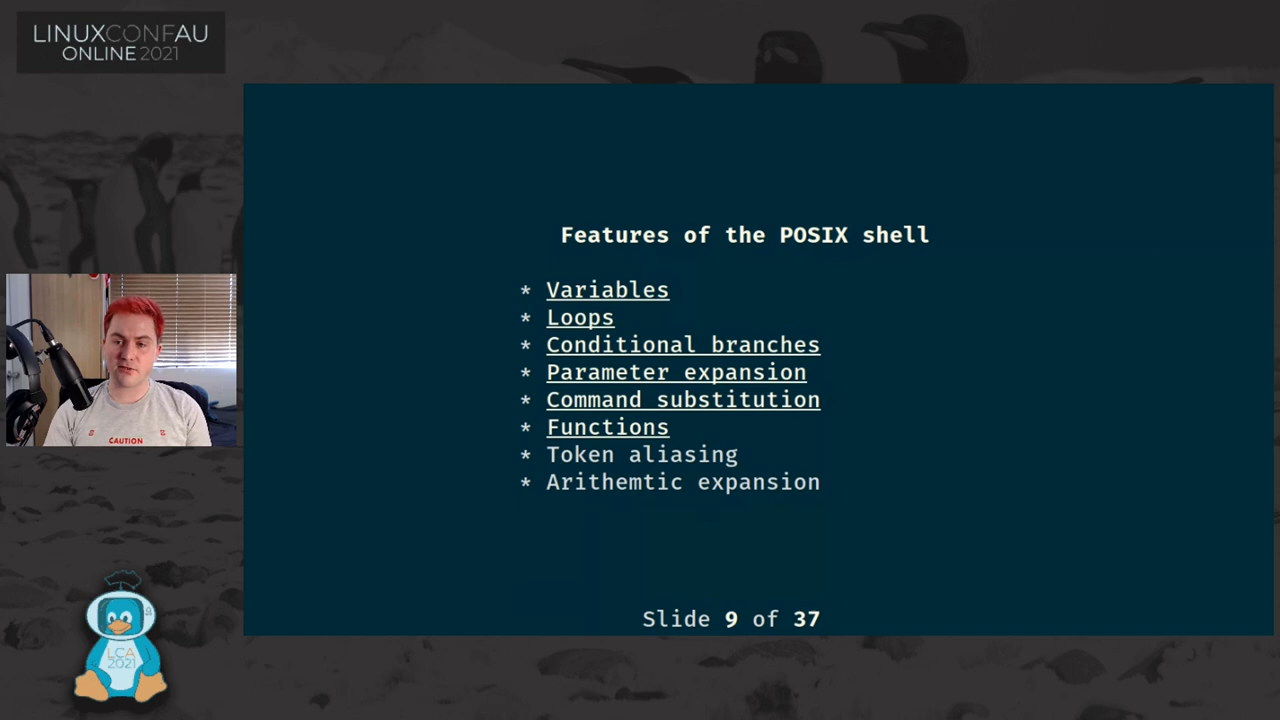 LINUXCONFAU
ONLINE 2021
Features of the POSIX shell
* Variables
* Loops
* Conditional branches
* Parameter expansion
* Command substitution
* Functions
* Token aliasing
* Arithemtic expansion
CAUTION
LCA
2021
Slide 9 of 37